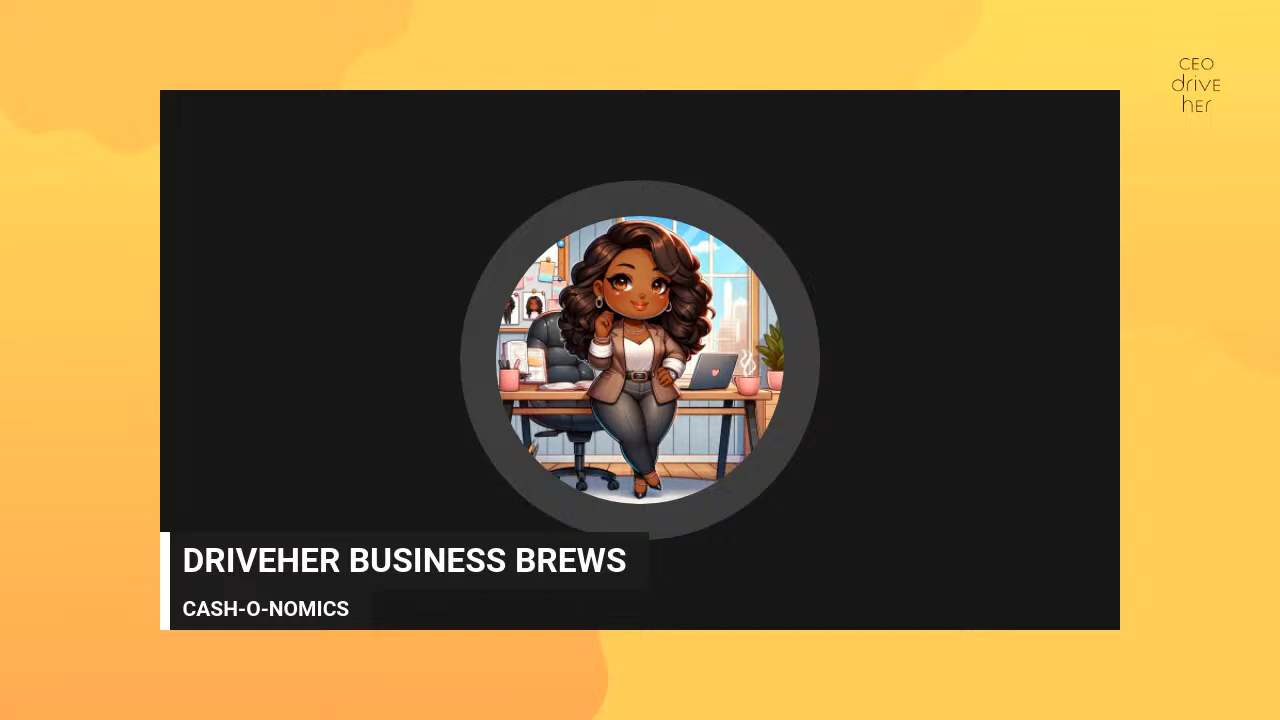 CEO
drive
her
DRIVEHER BUSINESS BREWS
CASH-O-NOMICS